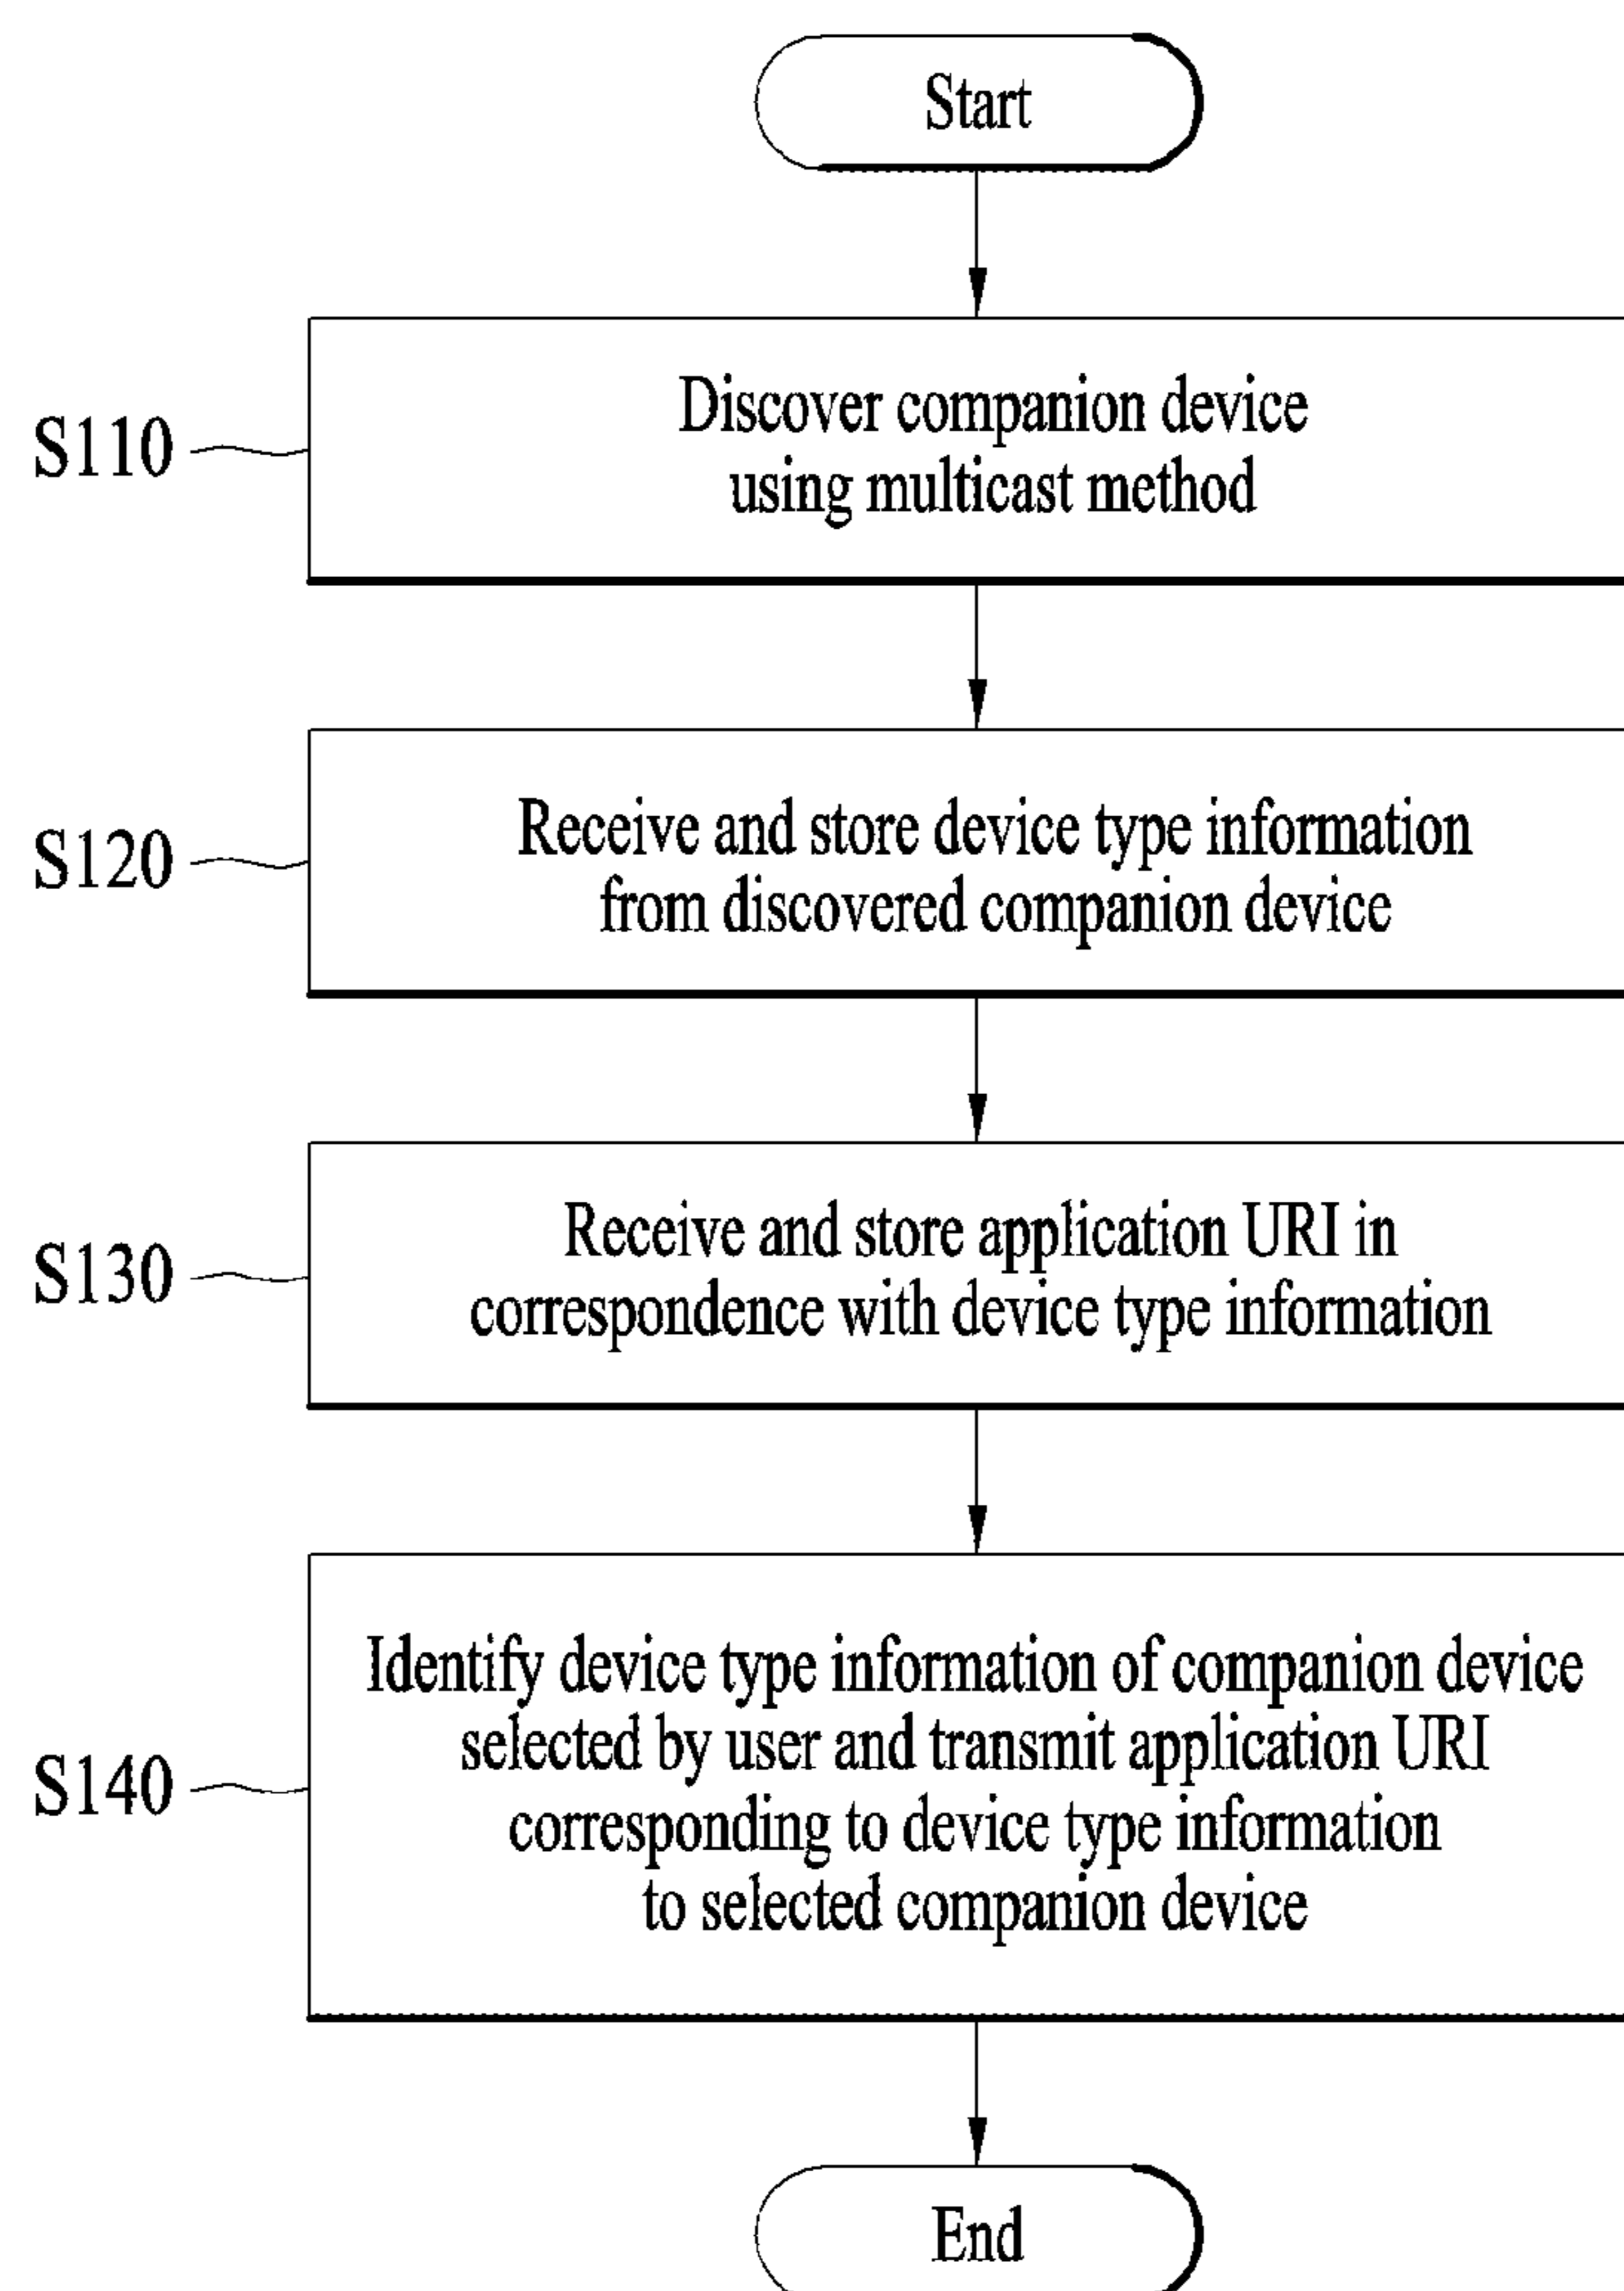 Start
S110
Discover companion device
using multicast method
S120
Receive and store device type information
from discovered companion device
S130
Receive and store application URI in
correspondence with device type information
S140
Identify device type information of companion device
selected by user and transmit application URI
corresponding to device type information
to selected companion device
End